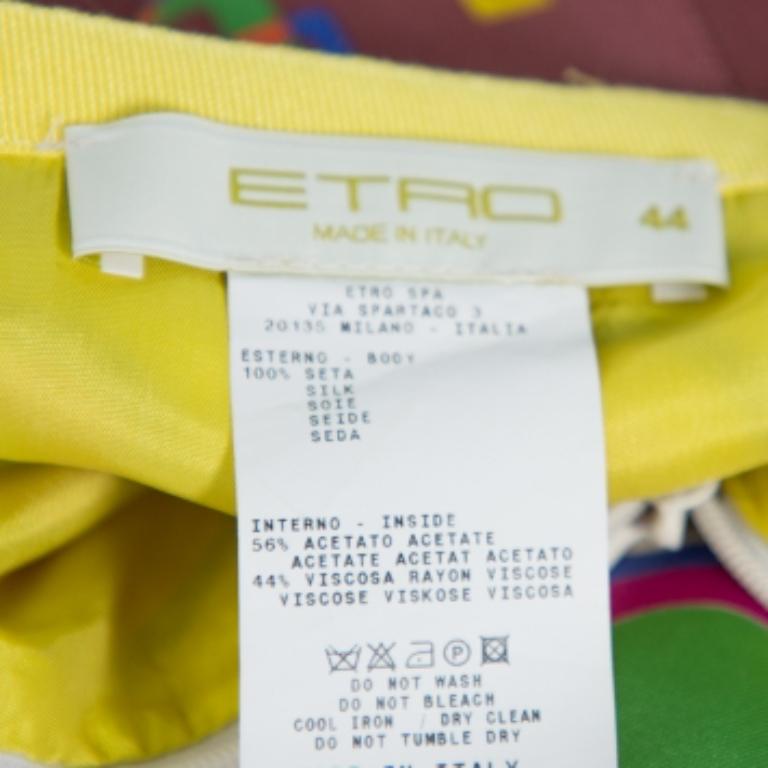 ETRO 44
MADE IN ITALY
ETRO SPA
VIA SPARTACO 3
20135 MILANO - ITALIA
ESTERNO - BODY
100% SETA
SILK
SOIE
SEIDE
SEDA
INTERNO - INSIDE
56% ACETATO ACETATE
ACETATE ACETAT ACETATO
44% VISCOSA RAYON VISCOSE
VISCOSE VISKOSE VISCOSA
P
DO NOT WASH
DO NOT BLEACH
COOL IRON / DRY CLEAN
DO NOT TUMBLE DRY
ITALY